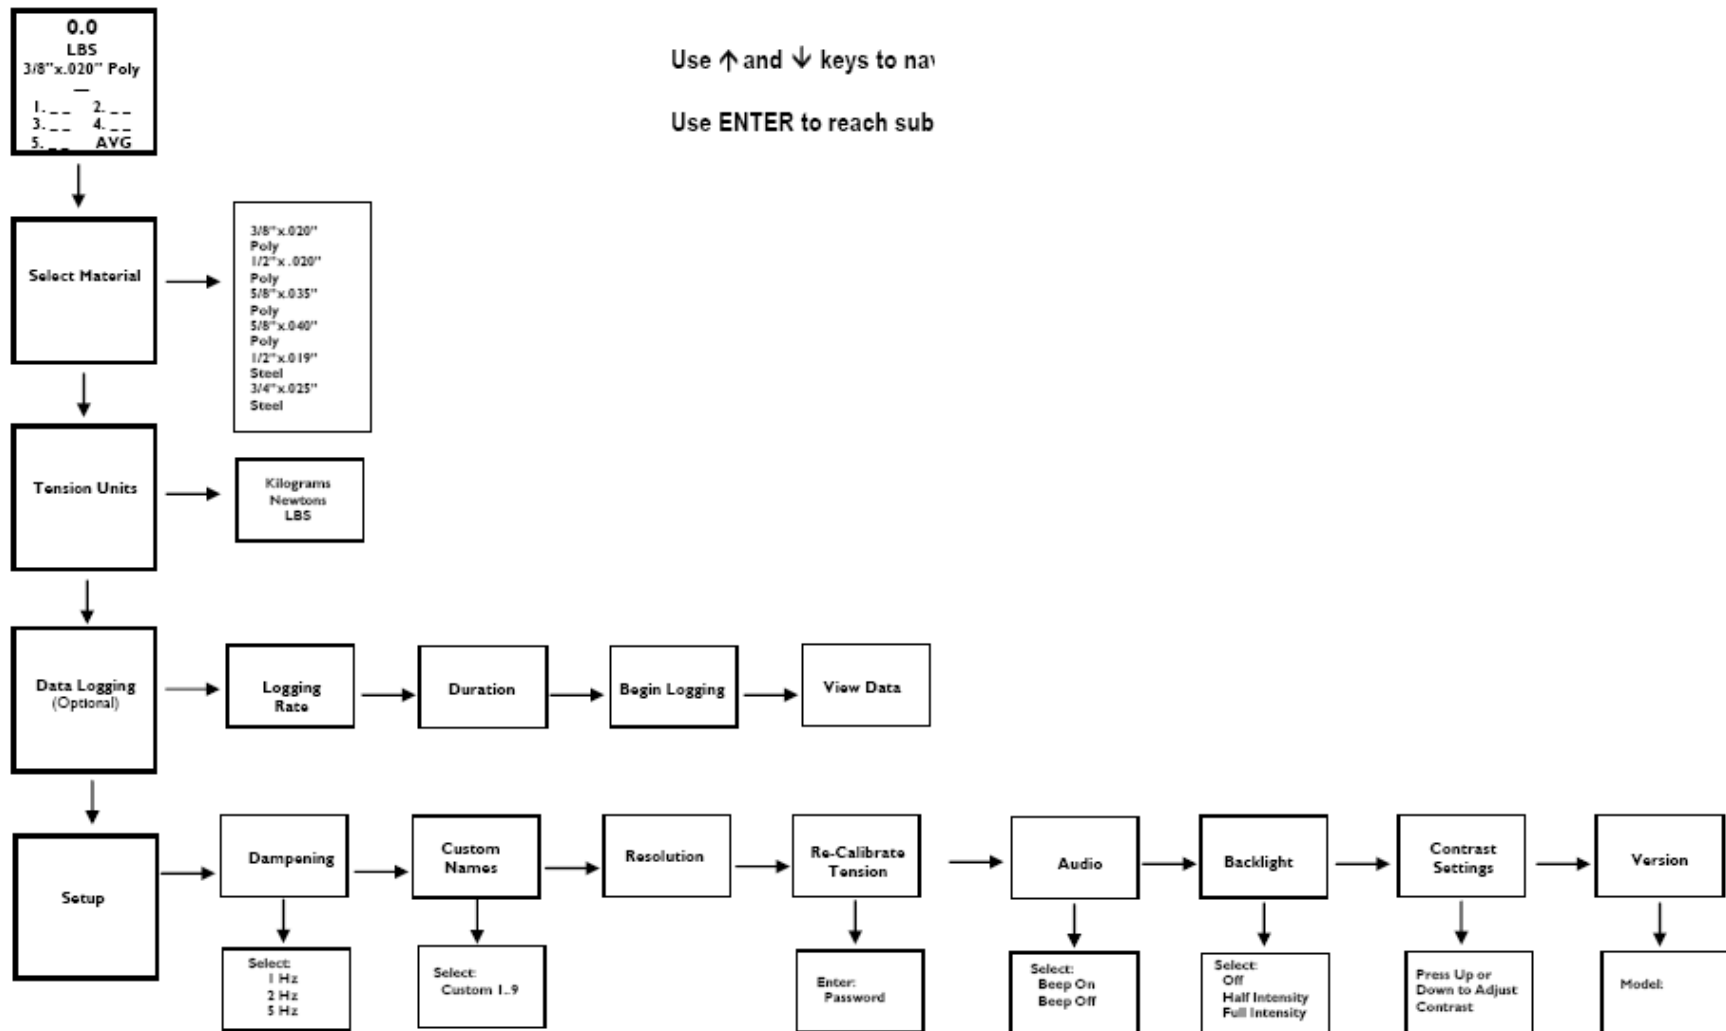 0.0
LBS
3/8"x.020" Poly
—
1. _ _ 2. _ _
3. _ _ 4. _ _
5. _ _ AVG
Use ↑ and ↓ keys to nav
Use ENTER to reach sub
Select Material
3/8"x.020"
Poly
1/2"x .020"
Poly
5/8"x.035"
Poly
5/8"x.040"
Poly
1/2"x.019"
Steel
3/4"x.025"
Steel
Tension Units
Kilograms
Newtons
LBS
Data Logging
(Optional)
Logging
Rate
Duration
Begin Logging
View Data
Setup
Dampening
Custom
Names
Resolution
Re-Calibrate
Tension
Audio
Backlight
Contrast
Settings
Version
Select:
1 Hz
2 Hz
5 Hz
Select:
Custom 1..9
Enter:
Password
Select:
Beep On
Beep Off
Select:
Off
Half Intensity
Full Intensity
Press Up or
Down to Adjust
Contrast
Model: